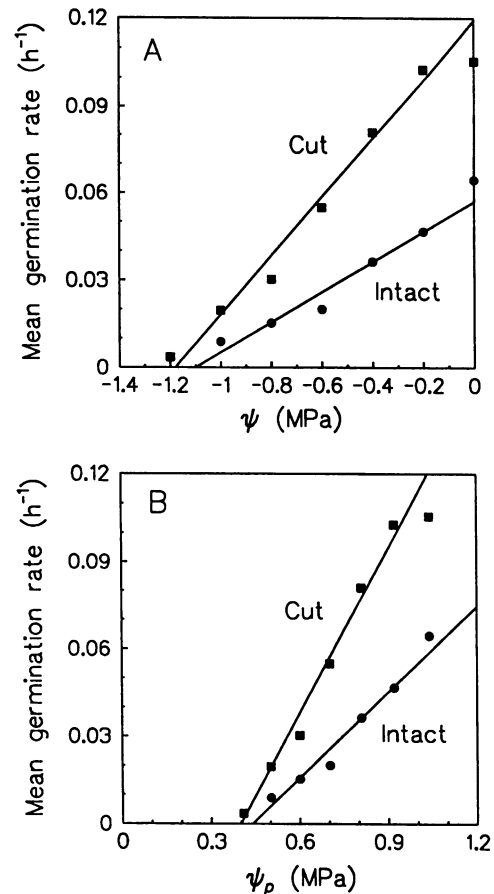 A
Mean germination rate (h⁻¹)
0.12
0.09
0.06
0.03
0
Cut
Intact
-1.4 -1.2 -1 -0.8 -0.6 -0.4 -0.2 0
ψ (MPa)
B
Mean germination rate (h⁻¹)
0.12
0.09
0.06
0.03
0
Cut
Intact
0 0.3 0.6 0.9 1.2
ψp (MPa)